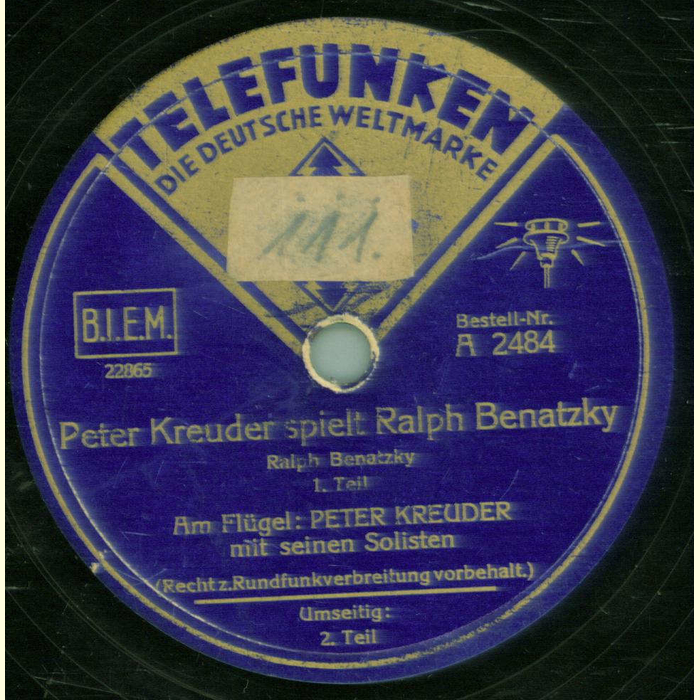 TELEFUNKEN
DIE DEUTSCHE WELTMARKE
111.
B.I.E.M.
22865
Bestell-Nr.
A 2484
Peter Kreuder spielt Ralph Benatzky
Ralph Benatzky
1. Teil
Am Flügel: PETER KREUDER
mit seinen Solisten
(Recht z. Rundfunkverbreitung vorbehalt.)
Umseitig:
2. Teil